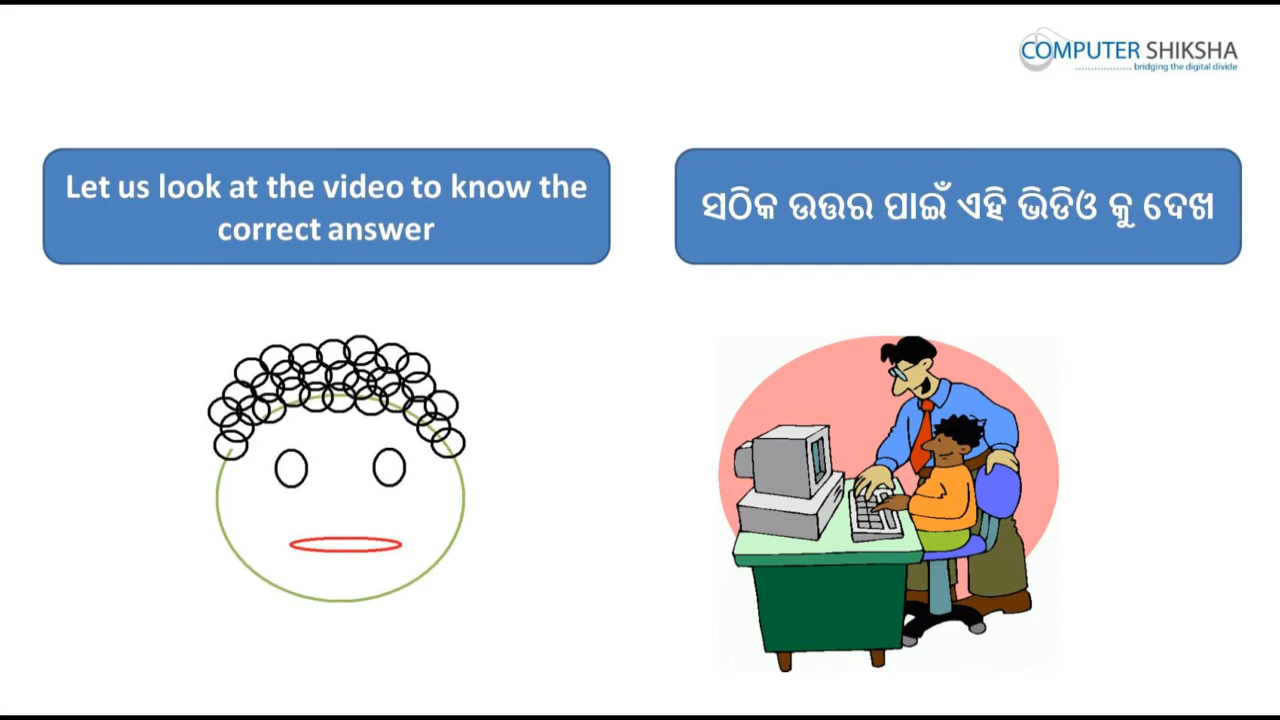 COMPUTER SHIKSHA
bridging the digital divide
Let us look at the video to know the
correct answer
ସଠିକ ଉତ୍ତର ପାଇଁ ଏହି ଭିଡିଓ କୁ ଦେଖ